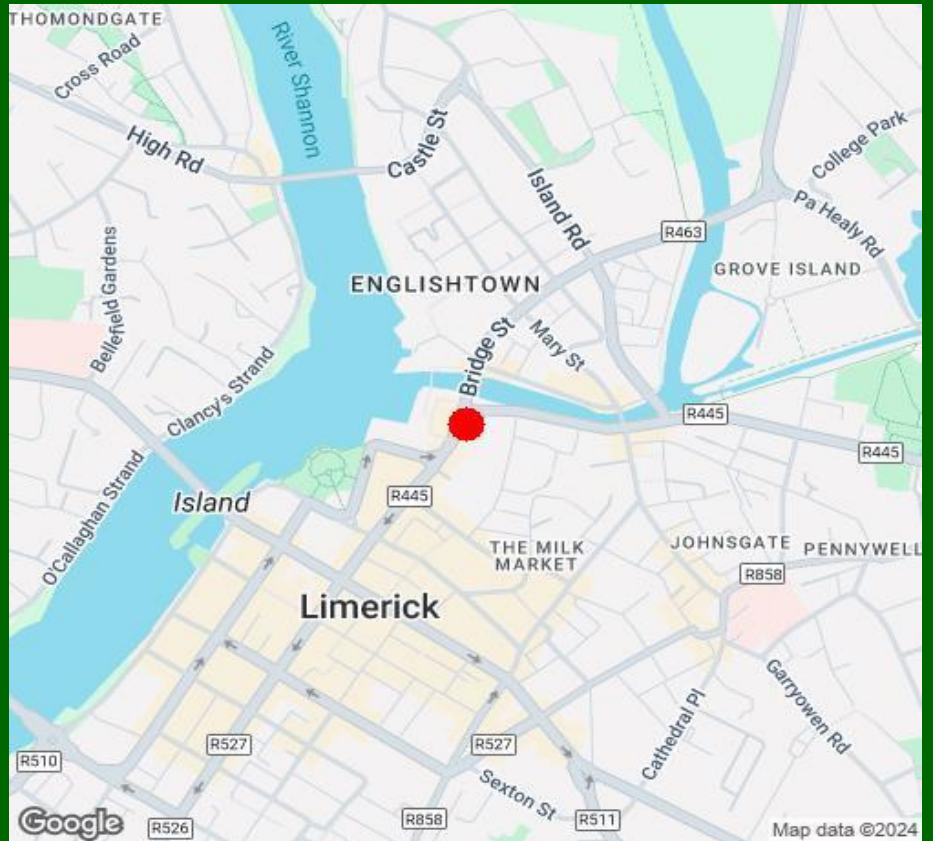 THOMONDGATE
Cross Road
River Shannon
High Rd
Castle St
College Park
Island Rd
Pa Healy Rd
R463
GROVE ISLAND
Bellefield Gardens
ENGLISHTOWN
Bridge St
Mary St
Clancy's Strand
R445
R445
O'Callaghan Strand
Island
R445
THE MILK
MARKET
JOHNSGATE
PENNYWELL
R858
Limerick
Cathedral Pl
Garryowen Rd
R527
R527
R510
Sexton St
Google
R526
R858
R511
Map data ©2024